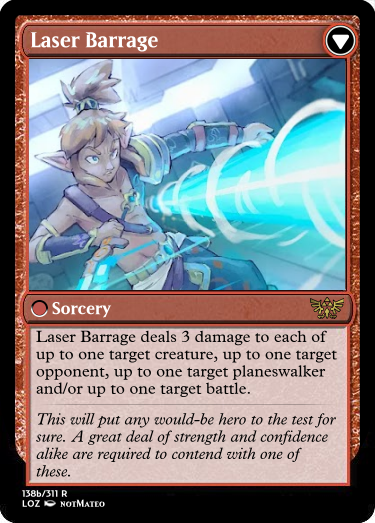 Laser Barrage
Sorcery
Laser Barrage deals 3 damage to each of
up to one target creature, up to one target
opponent, up to one target planeswalker
and/or up to one target battle.
This will put any would-be hero to the test for
sure. A great deal of strength and confidence
alike are required to contend with one of
these.
138b/311 R
LOZ notMateo